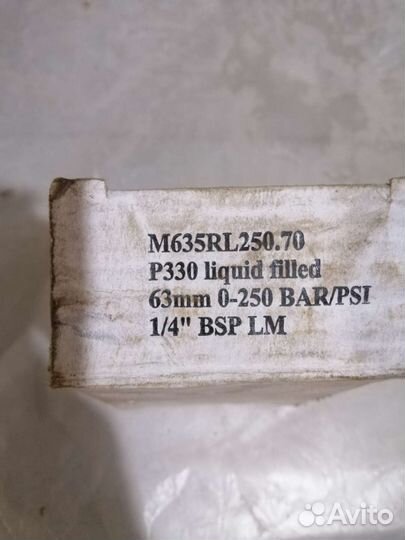 M635RL250.70
P330 liquid filled
63mm 0-250 BAR/PSI
1/4" BSP LM
Avito